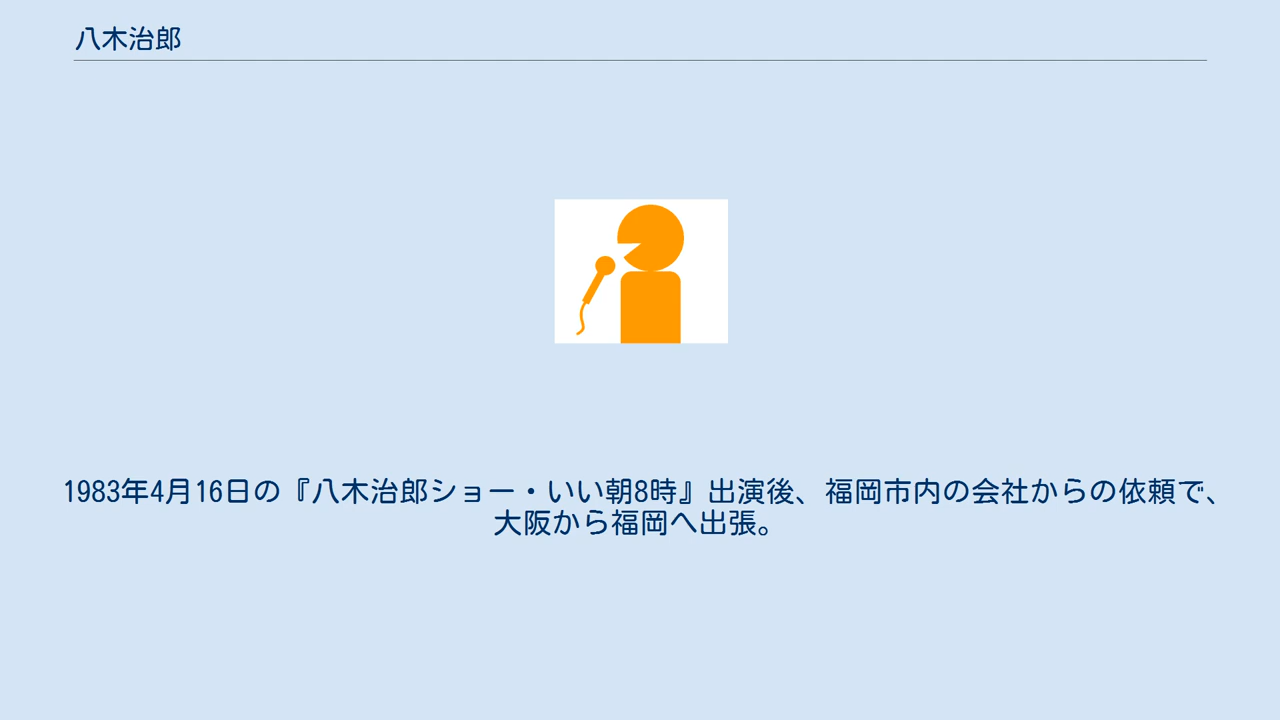 八木治郎
1983年4月16日の『八木治郎ショー・いい朝8時』出演後、福岡市内の会社からの依頼で、
大阪から福岡へ出張。